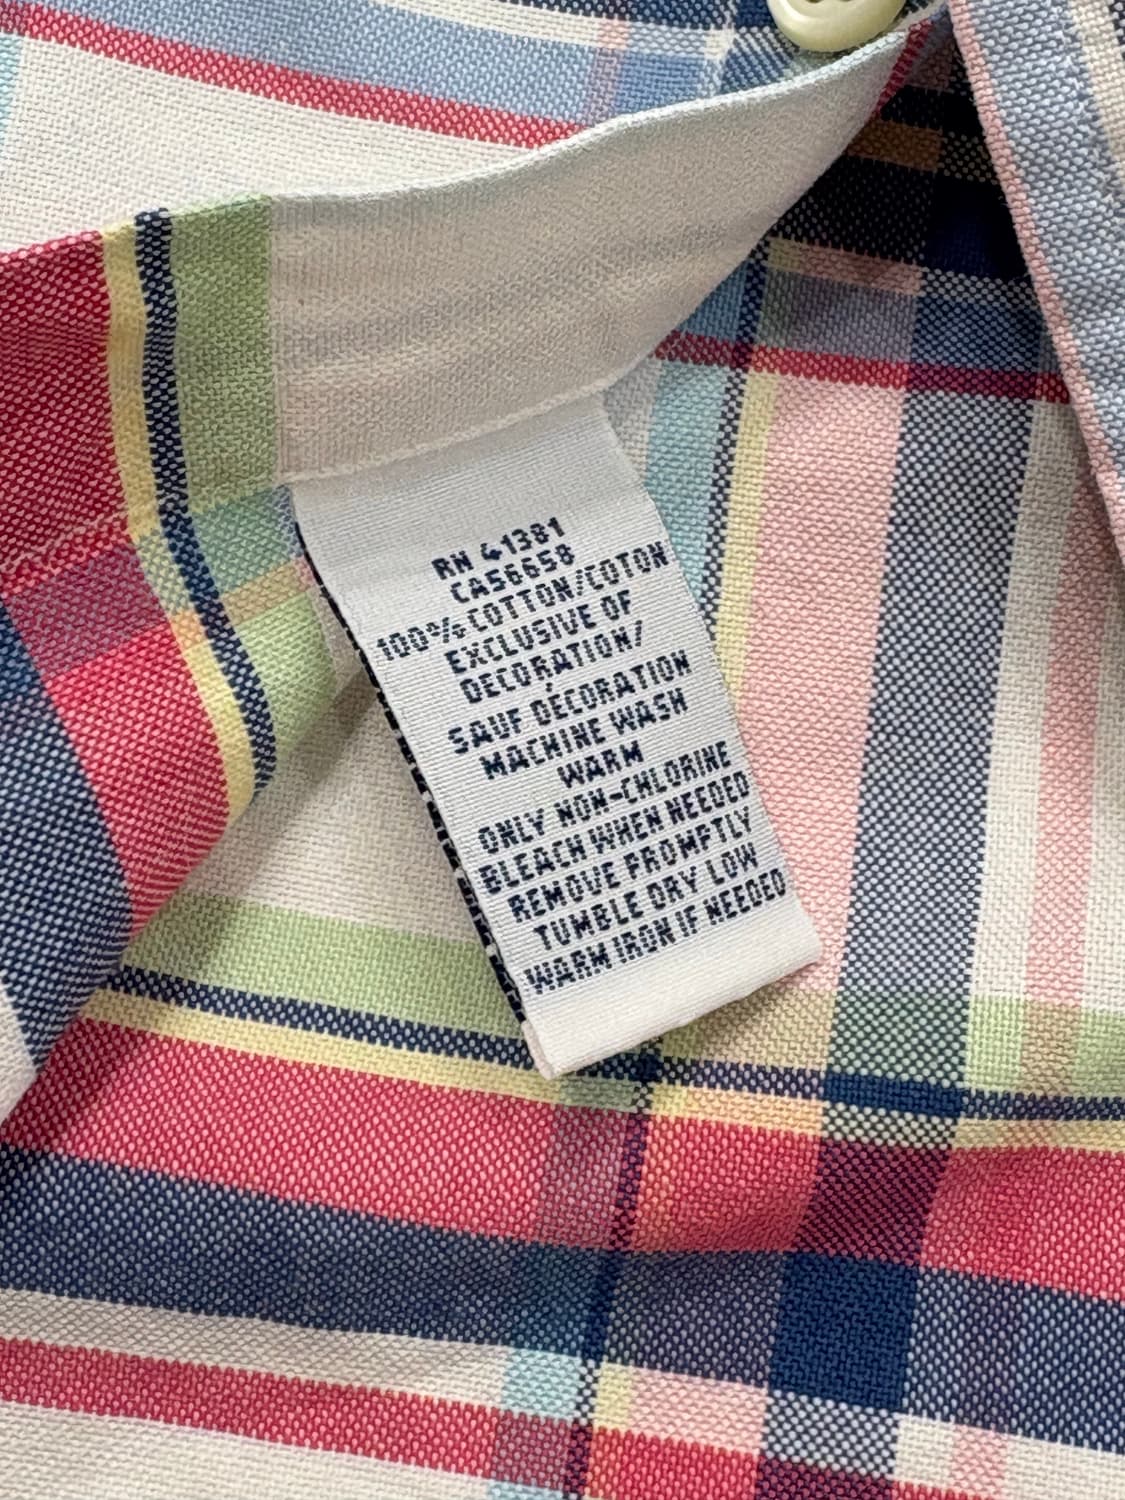 RN 41381
CA56658
100% COTTON/COTON
EXCLUSIVE OF
DECORATION/
SAUF DÉCORATION
MACHINE WASH
WARM
ONLY NON-CHLORINE
BLEACH WHEN NEEDED
REMOVE PROMPTLY
TUMBLE DRY LOW
WARM IRON IF NEEDED